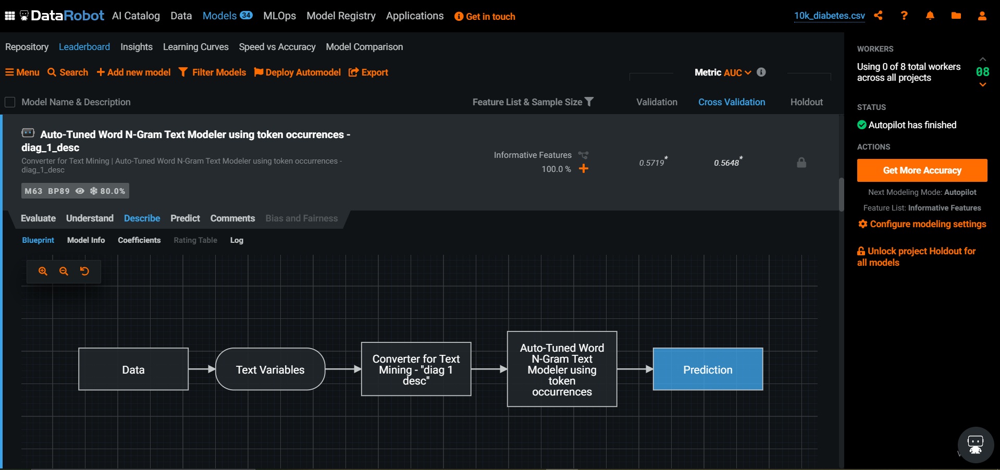 DataRobot AI Catalog Data Models 34 MLOps Model Registry Applications Get in touch 10k_diabetes.csv
Repository Leaderboard Insights Learning Curves Speed vs Accuracy Model Comparison
Menu Search Add new model Filter Models Deploy Automodel Export Metric AUC
Model Name & Description Feature List & Sample Size Validation Cross Validation Holdout
Auto-Tuned Word N-Gram Text Modeler using token occurrences -
diag_1_desc
Converter for Text Mining | Auto-Tuned Word N-Gram Text Modeler using token occurrences -
diag_1_desc
Informative Features
100.0 %
0.5719* 0.5648*
M63 BP89 80.0%
Evaluate Understand Describe Predict Comments Bias and Fairness
Blueprint Model Info Coefficients Rating Table Log
Data
Text Variables
Converter for Text
Mining - "diag 1
desc"
Auto-Tuned Word
N-Gram Text
Modeler using
token
occurrences
Prediction
WORKERS
Using 0 of 8 total workers
across all projects
08
STATUS
Autopilot has finished
ACTIONS
Get More Accuracy
Next Modeling Mode: Autopilot
Feature List: Informative Features
Configure modeling settings
Unlock project Holdout for
all models